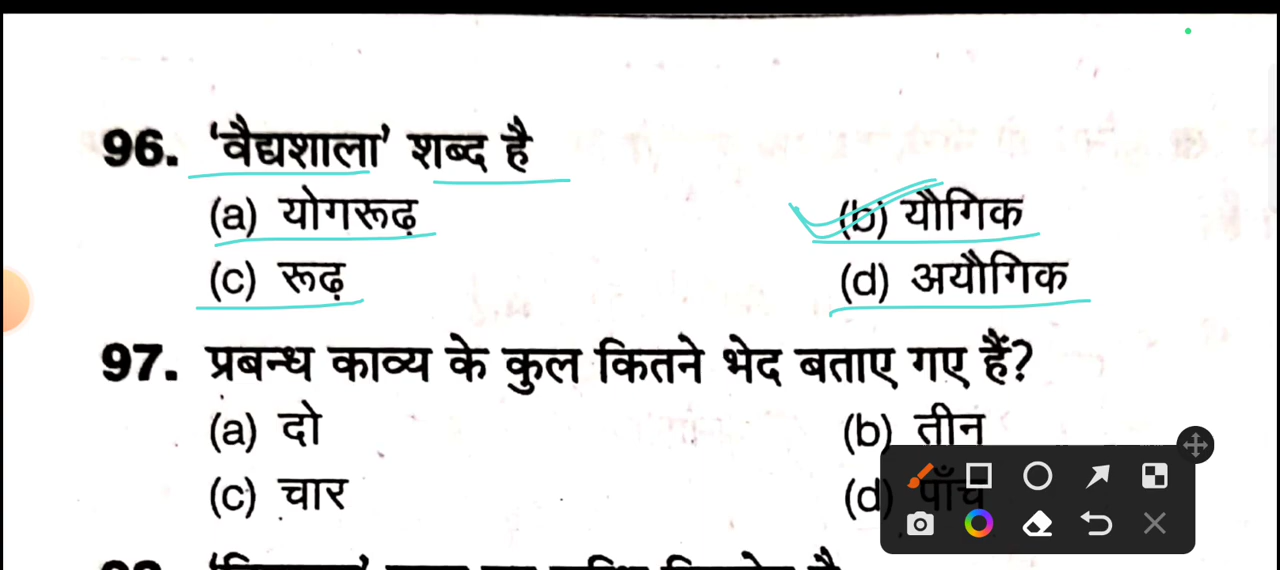 96. 'वैद्यशाला' शब्द है
(a) योगरूढ़ (b) यौगिक
(c) रूढ़ (d) अयौगिक
97. प्रबन्ध काव्य के कुल कितने भेद बताए गए हैं?
(a) दो (b) तीन
(c) चार (d) पाँच